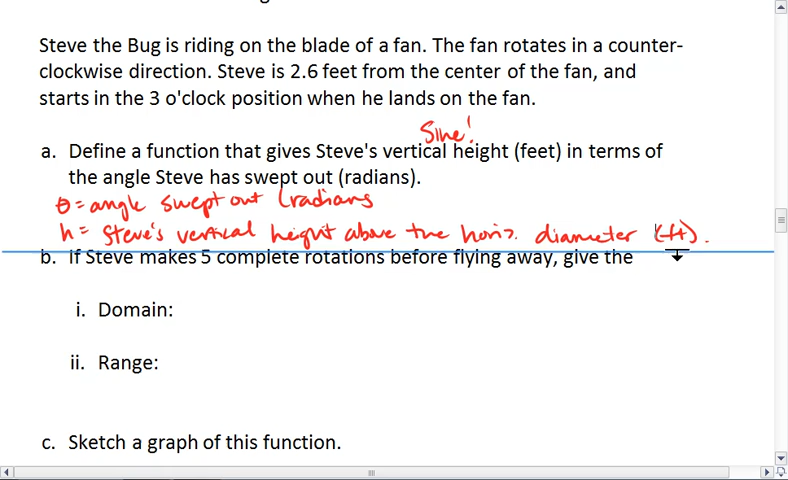 Steve the Bug is riding on the blade of a fan. The fan rotates in a counter-
clockwise direction. Steve is 2.6 feet from the center of the fan, and
starts in the 3 o'clock position when he lands on the fan.
Sine!
a. Define a function that gives Steve's vertical height (feet) in terms of
the angle Steve has swept out (radians).
θ = angle swept out (radians
h = Steve's vertical height above the horiz. diameter (ft).
b. If Steve makes 5 complete rotations before flying away, give the
i. Domain:
ii. Range:
c. Sketch a graph of this function.